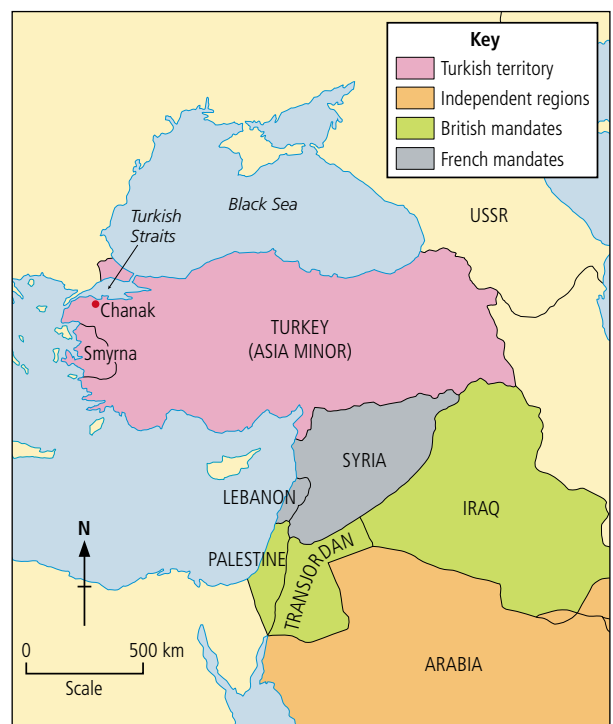 Key
Turkish territory
Independent regions
British mandates
French mandates
Black Sea
USSR
Turkish
Straits
Chanak
TURKEY
(ASIA MINOR)
Smyrna
SYRIA
LEBANON
IRAQ
N
PALESTINE
TRANSJORDAN
0 500 km
Scale
ARABIA